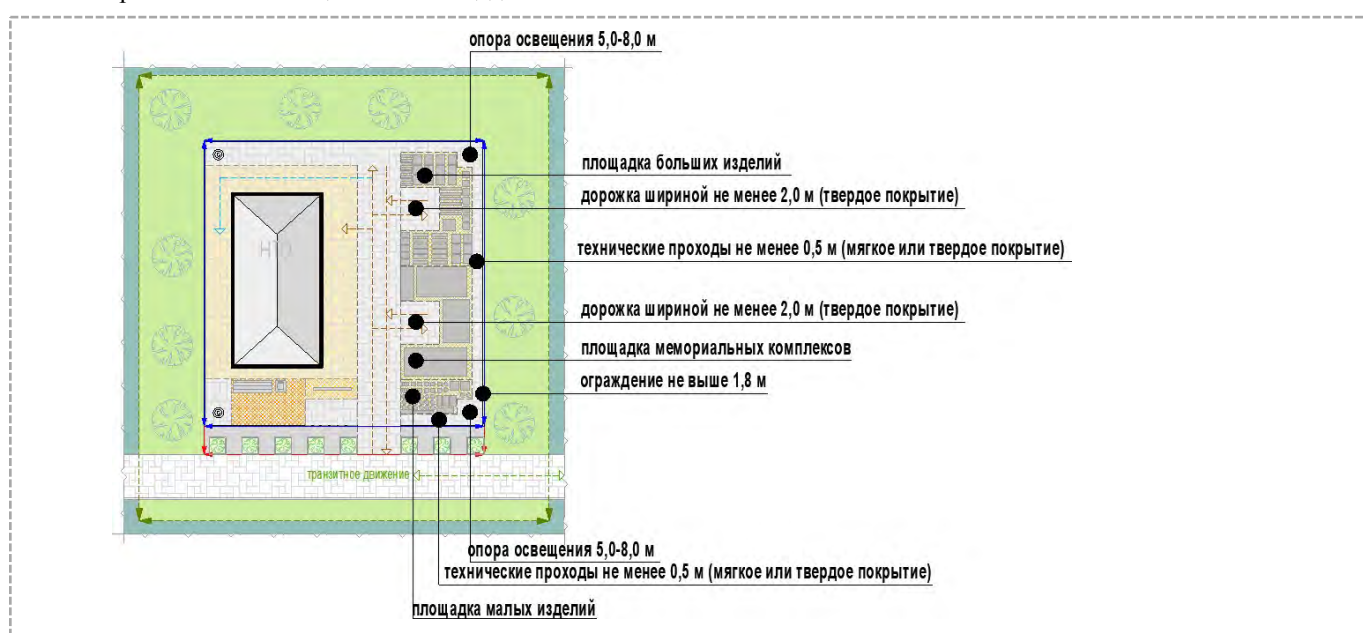 опора освещения 5,0-8,0 м
площадка больших изделий
дорожка шириной не менее 2,0 м (твердое покрытие)
НТО
технические проходы не менее 0,5 м (мягкое или твердое покрытие)
дорожка шириной не менее 2,0 м (твердое покрытие)
площадка мемориальных комплексов
ограждение не выше 1,8 м
транзитное движение
опора освещения 5,0-8,0 м
технические проходы не менее 0,5 м (мягкое или твердое покрытие)
площадка малых изделий